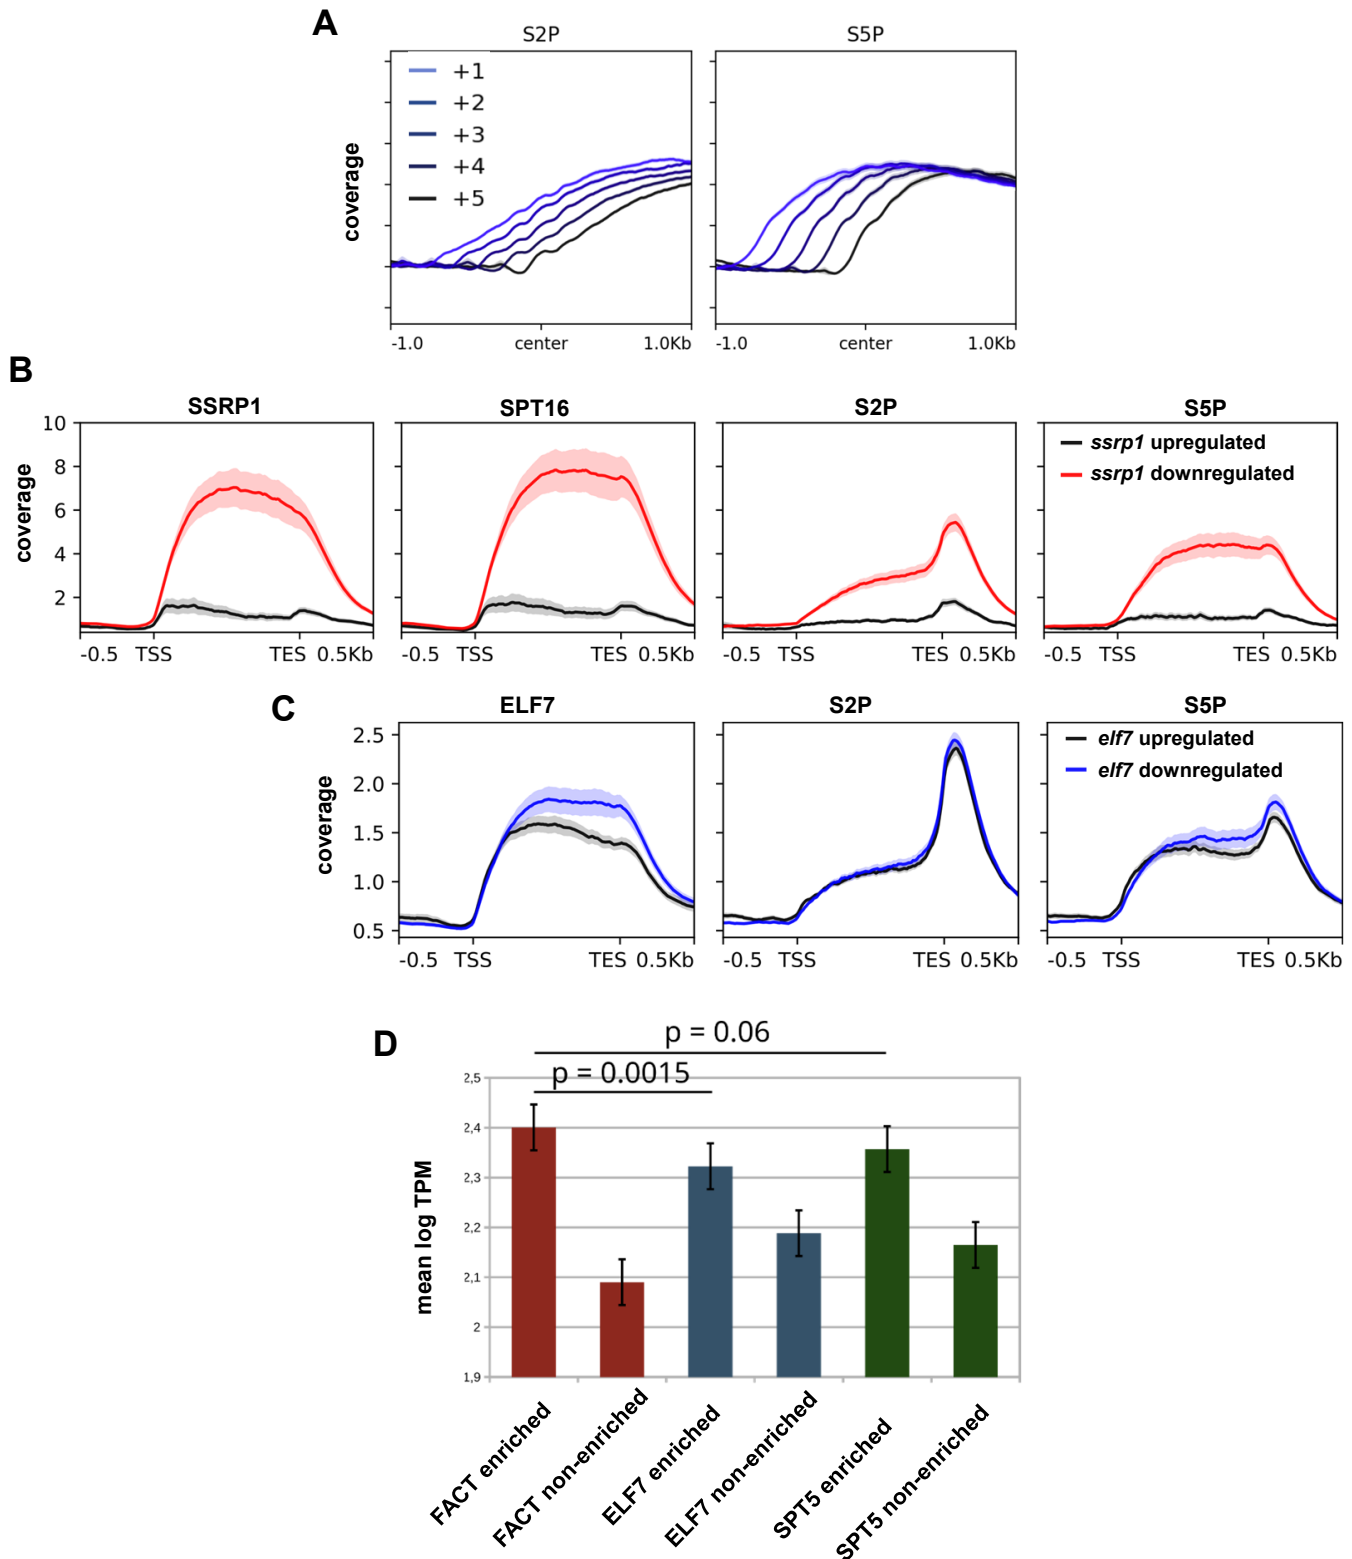 A
S2P
S5P
coverage
+1
+2
+3
+4
+5
-1.0 center 1.0Kb
-1.0 center 1.0Kb
B
SSRP1
SPT16
S2P
S5P
coverage
10
8
6
4
2
ssrp1 upregulated
ssrp1 downregulated
-0.5 TSS TES 0.5Kb
-0.5 TSS TES 0.5Kb
-0.5 TSS TES 0.5Kb
-0.5 TSS TES 0.5Kb
C
ELF7
S2P
S5P
coverage
2.5
2.0
1.5
1.0
0.5
elf7 upregulated
elf7 downregulated
-0.5 TSS TES 0.5Kb
-0.5 TSS TES 0.5Kb
-0.5 TSS TES 0.5Kb
D
p = 0.06
p = 0.0015
mean log TPM
2,5
2,4
2,3
2,2
2,1
2
1,9
FACT enriched
FACT non-enriched
ELF7 enriched
ELF7 non-enriched
SPT5 enriched
SPT5 non-enriched